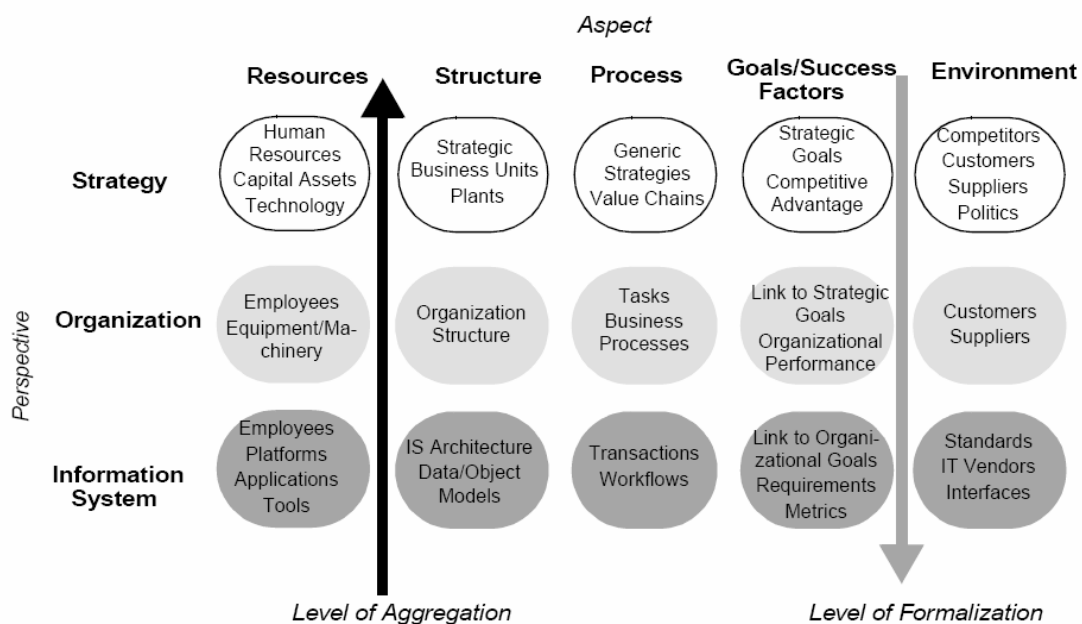 Aspect
Resources
Structure
Process
Goals/Success
Factors
Environment
Perspective
Strategy
Human
Resources
Capital Assets
Technology
Strategic
Business Units
Plants
Generic
Strategies
Value Chains
Strategic
Goals
Competitive
Advantage
Competitors
Customers
Suppliers
Politics
Organization
Employees
Equipment/Ma-
chinery
Organization
Structure
Tasks
Business
Processes
Link to Strategic
Goals
Organizational
Performance
Customers
Suppliers
Information
System
Employees
Platforms
Applications
Tools
IS Architecture
Data/Object
Models
Transactions
Workflows
Link to Organi-
zational Goals
Requirements
Metrics
Standards
IT Vendors
Interfaces
Level of Aggregation
Level of Formalization